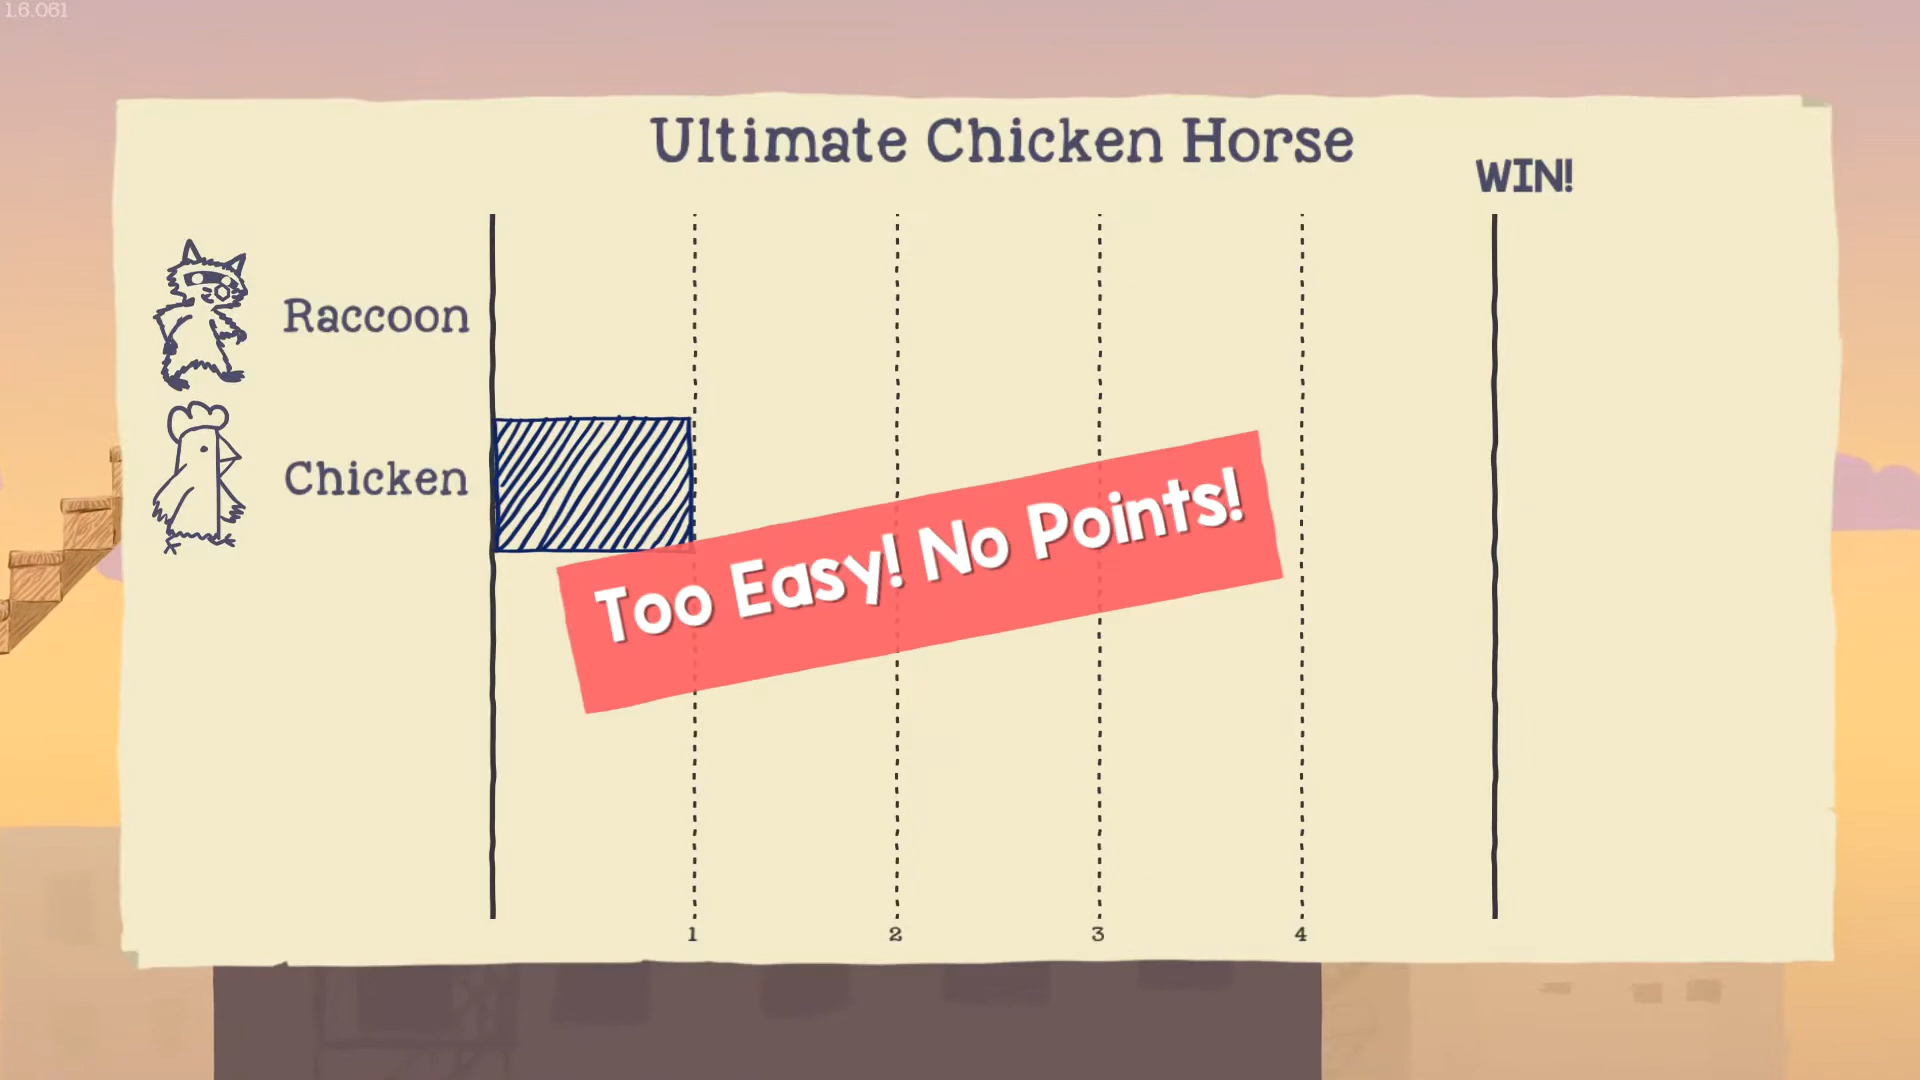 1.6.061
Ultimate Chicken Horse
WIN!
Raccoon
Chicken
Too Easy! No Points!
1 2 3 4